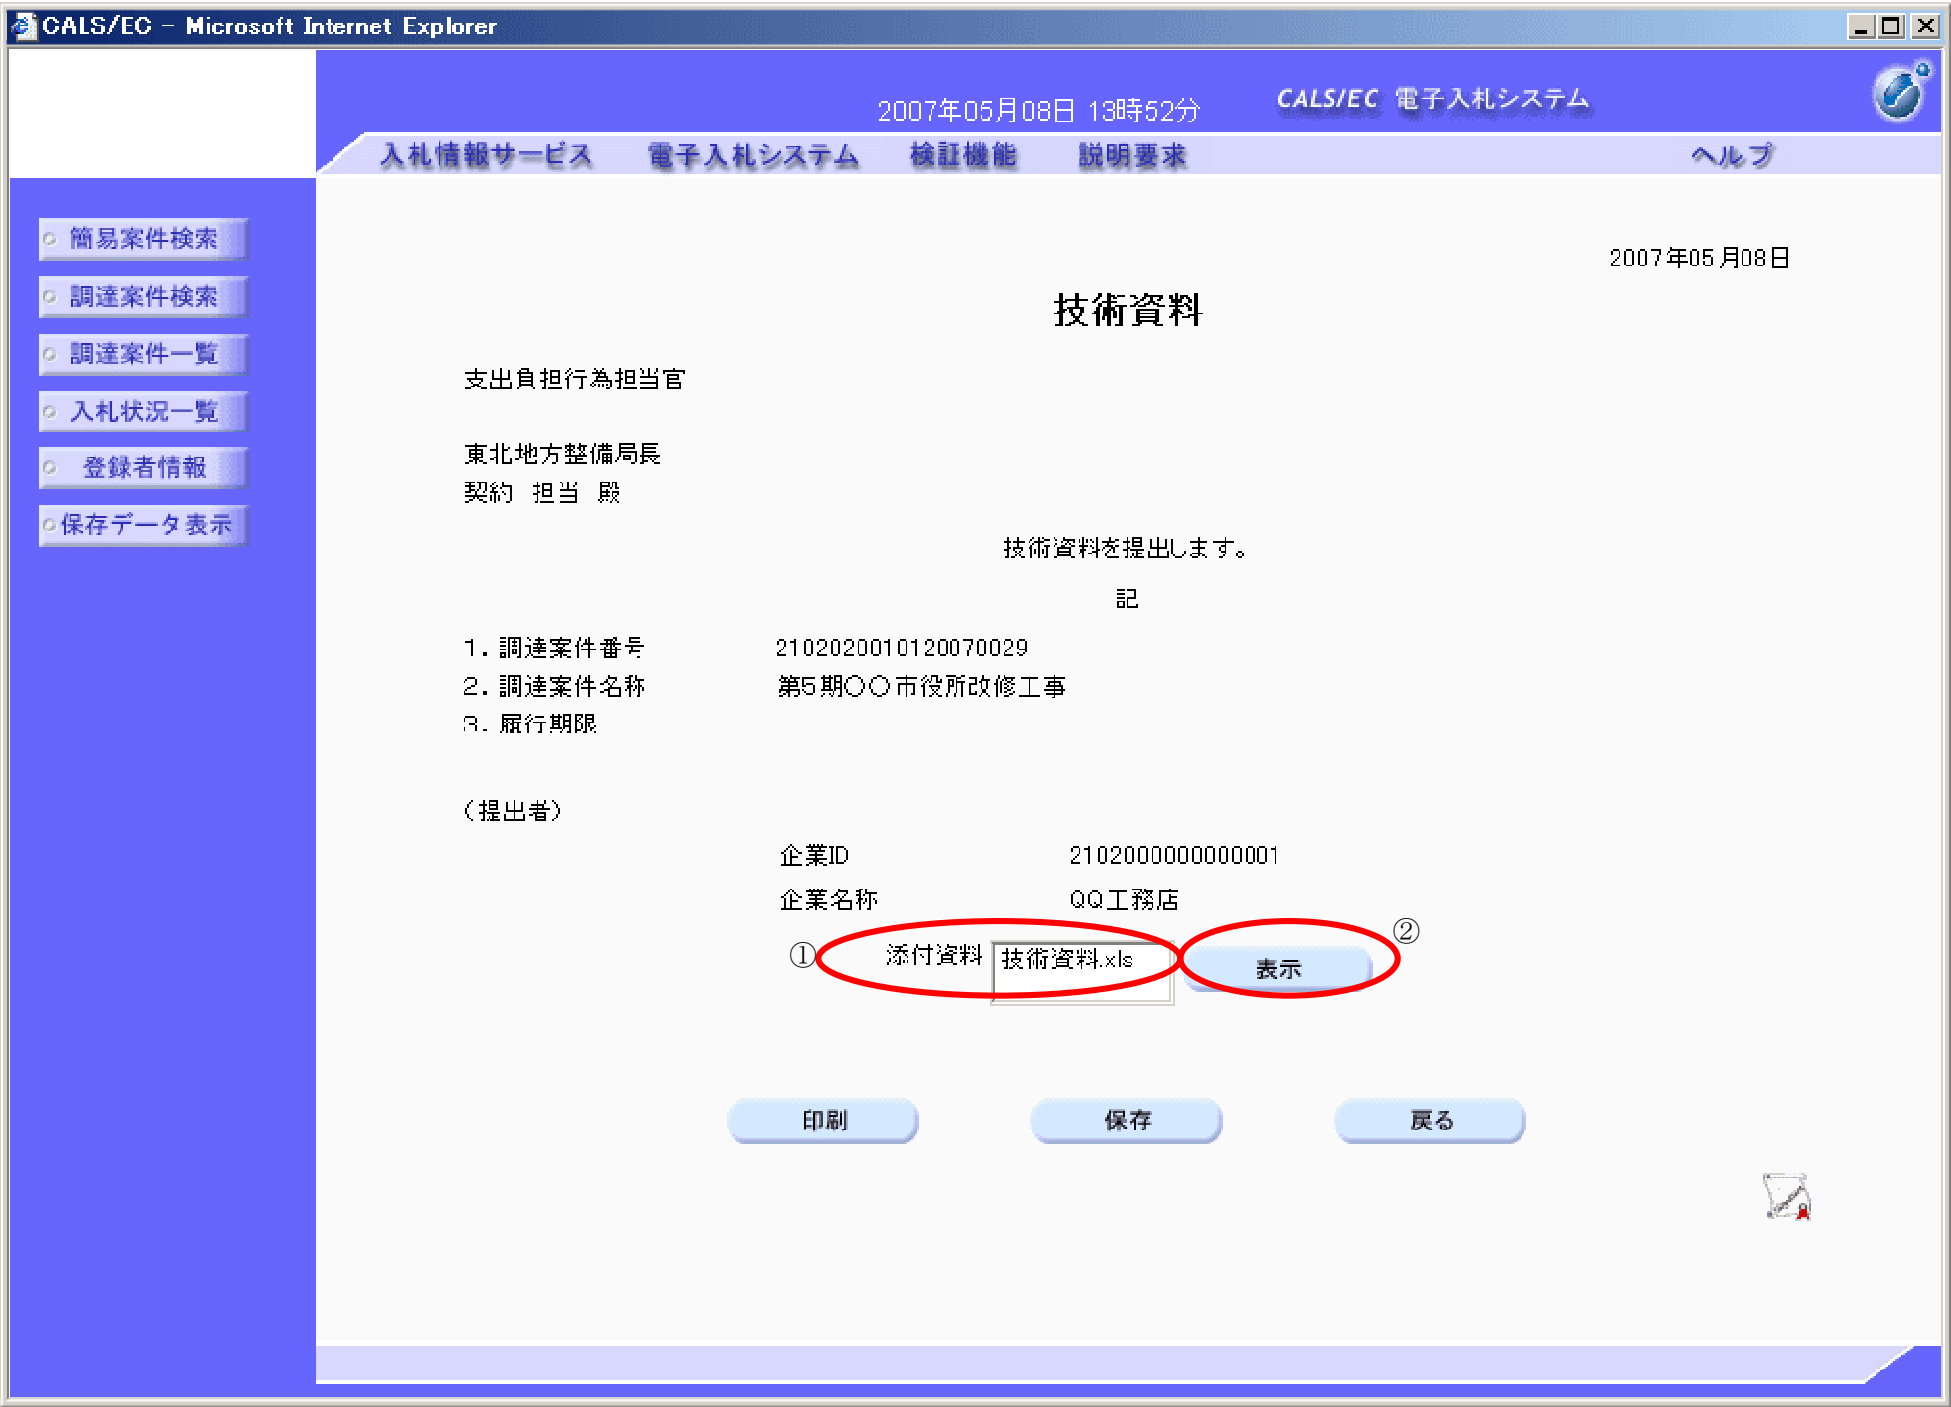 CALS/EC - Microsoft Internet Explorer
2007年05月08日 13時52分
CALS/EC 電子入札システム
入札情報サービス 電子入札システム 検証機能 説明要求 ヘルプ
簡易案件検索
調達案件検索
調達案件一覧
入札状況一覧
登録者情報
保存データ表示
2007年05月08日
技術資料
支出負担行為担当官
東北地方整備局長
契約 担当 殿
技術資料を提出します。
記
1. 調達案件番号 2102020010120070029
2. 調達案件名称 第5期〇〇市役所改修工事
3. 履行期限
(提出者)
企業ID 2102000000000001
企業名称 QQ工務店
① 添付資料 技術資料.xls 表示 ②
印刷 保存 戻る